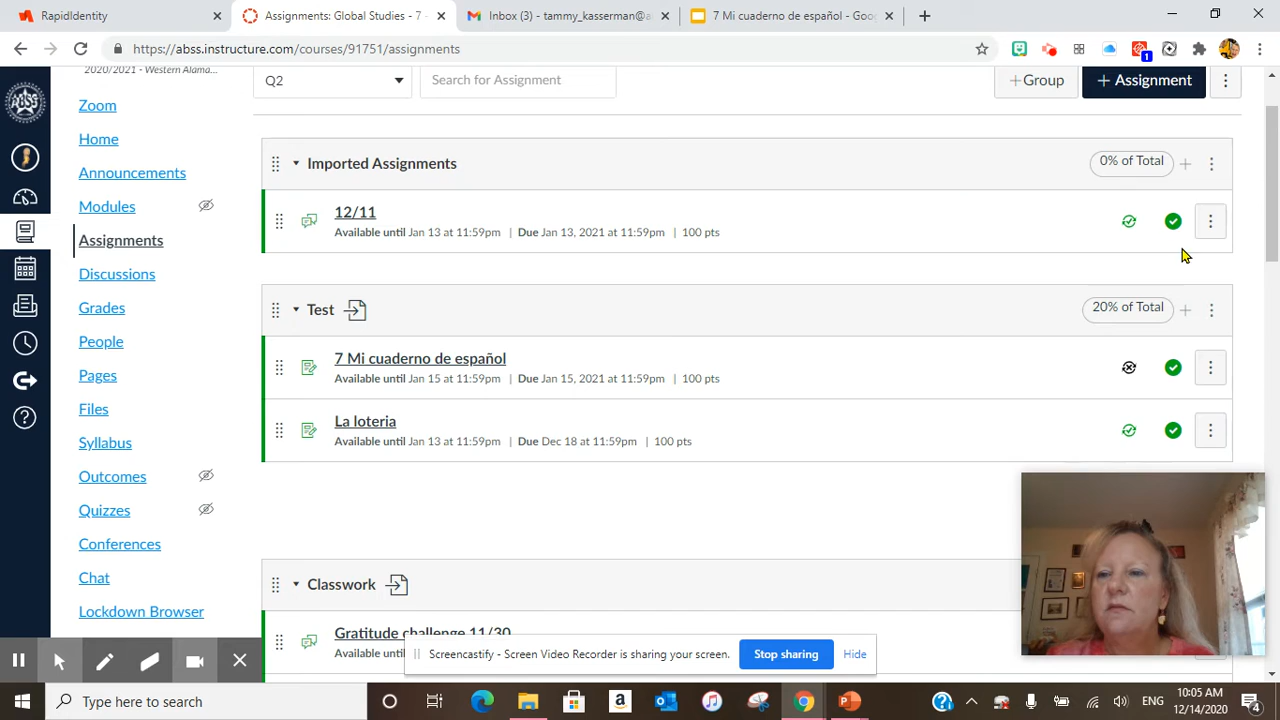 RapidIdentity
Assignments: Global Studies - 7 -
Inbox (3) - tammy_kasserman@a
7 Mi cuaderno de español - Goog
https://abss.instructure.com/courses/91751/assignments
1
2020/2021 - Western Alama...
Zoom
Home
Announcements
Modules
Assignments
Discussions
Grades
People
Pages
Files
Syllabus
Outcomes
Quizzes
Conferences
Chat
Lockdown Browser
ABSS
Q2
Search for Assignment
+Group
+ Assignment
Imported Assignments
0% of Total
12/11
Available until Jan 13 at 11:59pm | Due Jan 13, 2021 at 11:59pm | 100 pts
Test
20% of Total
7 Mi cuaderno de español
Available until Jan 15 at 11:59pm | Due Jan 15, 2021 at 11:59pm | 100 pts
La loteria
Available until Jan 13 at 11:59pm | Due Dec 18 at 11:59pm | 100 pts
Classwork
Gratitude challenge 11/30
Available until
Screencastify - Screen Video Recorder is sharing your screen.
Stop sharing
Hide
Type here to search
ENG
10:05 AM
12/14/2020
4